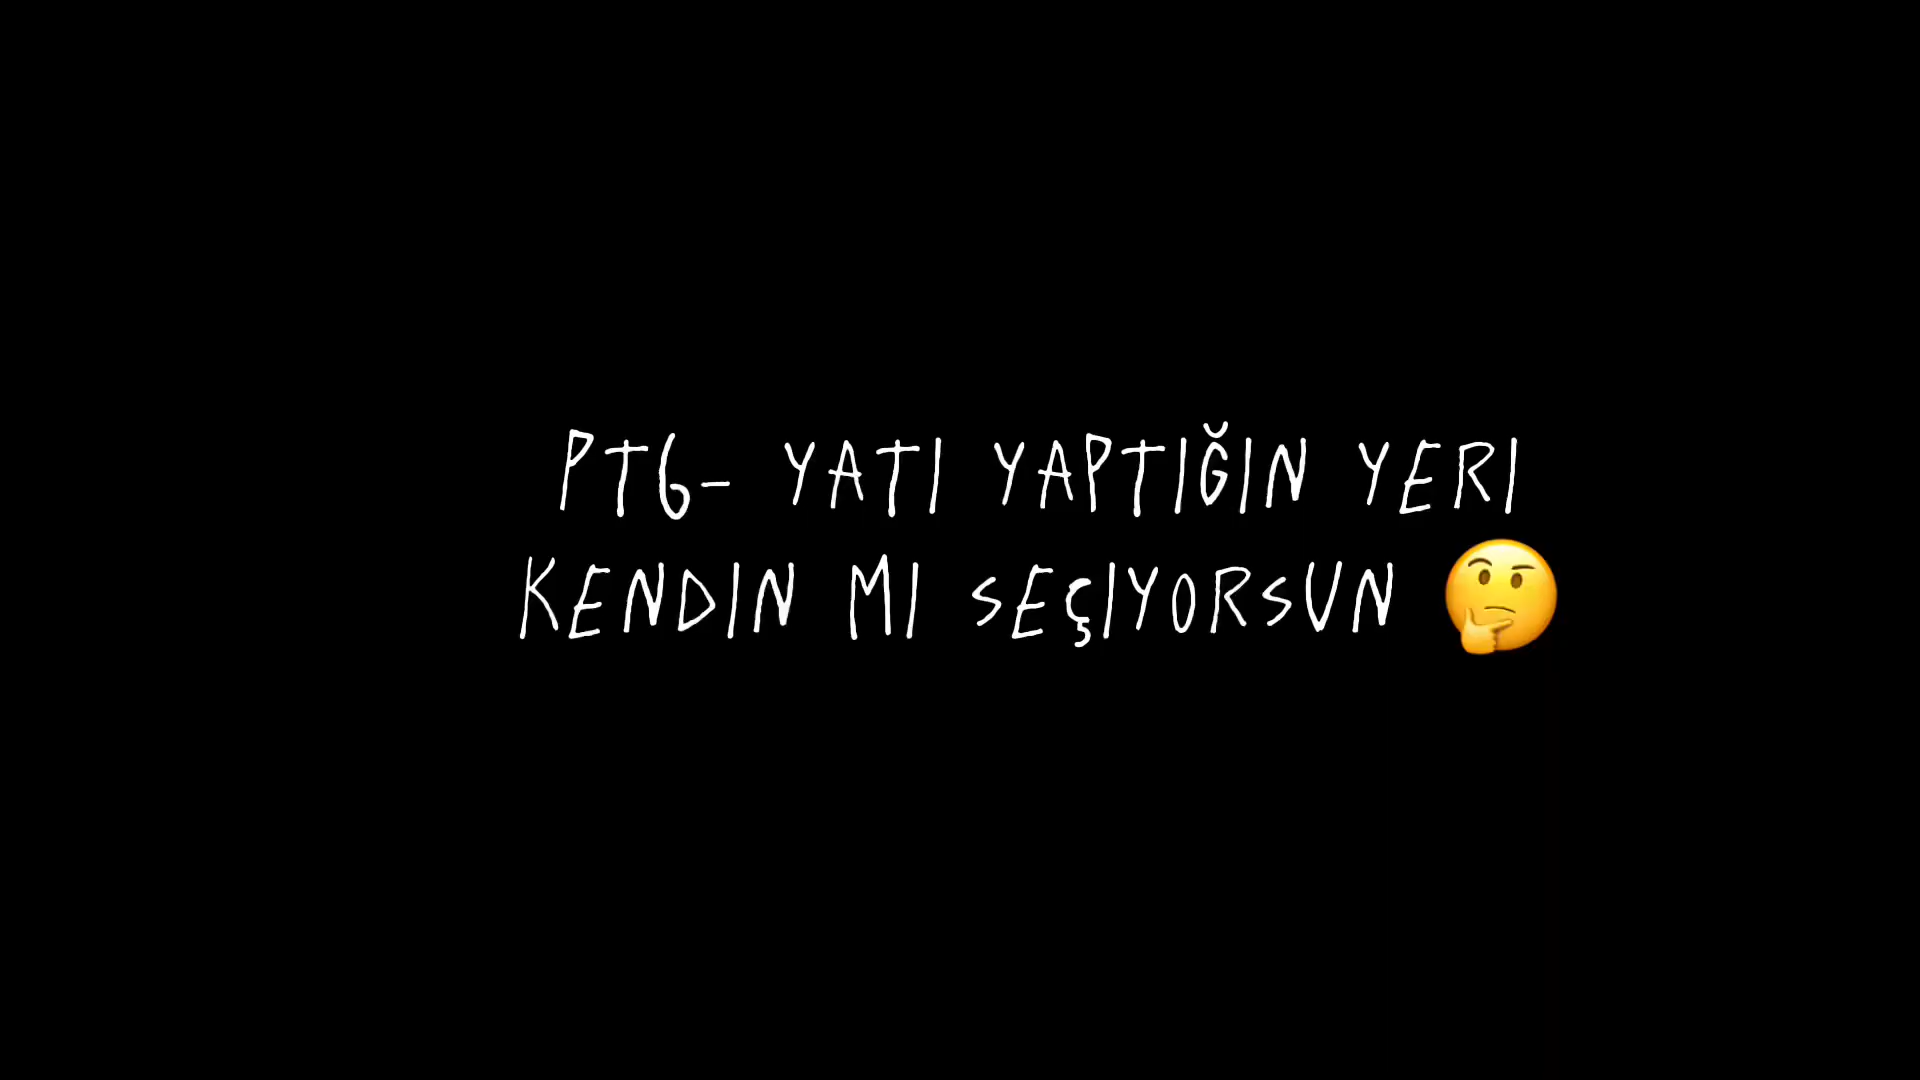 PT6- YATI YAPTIĞIN YERI
KENDIN MI SEÇIYORSUN 🤔